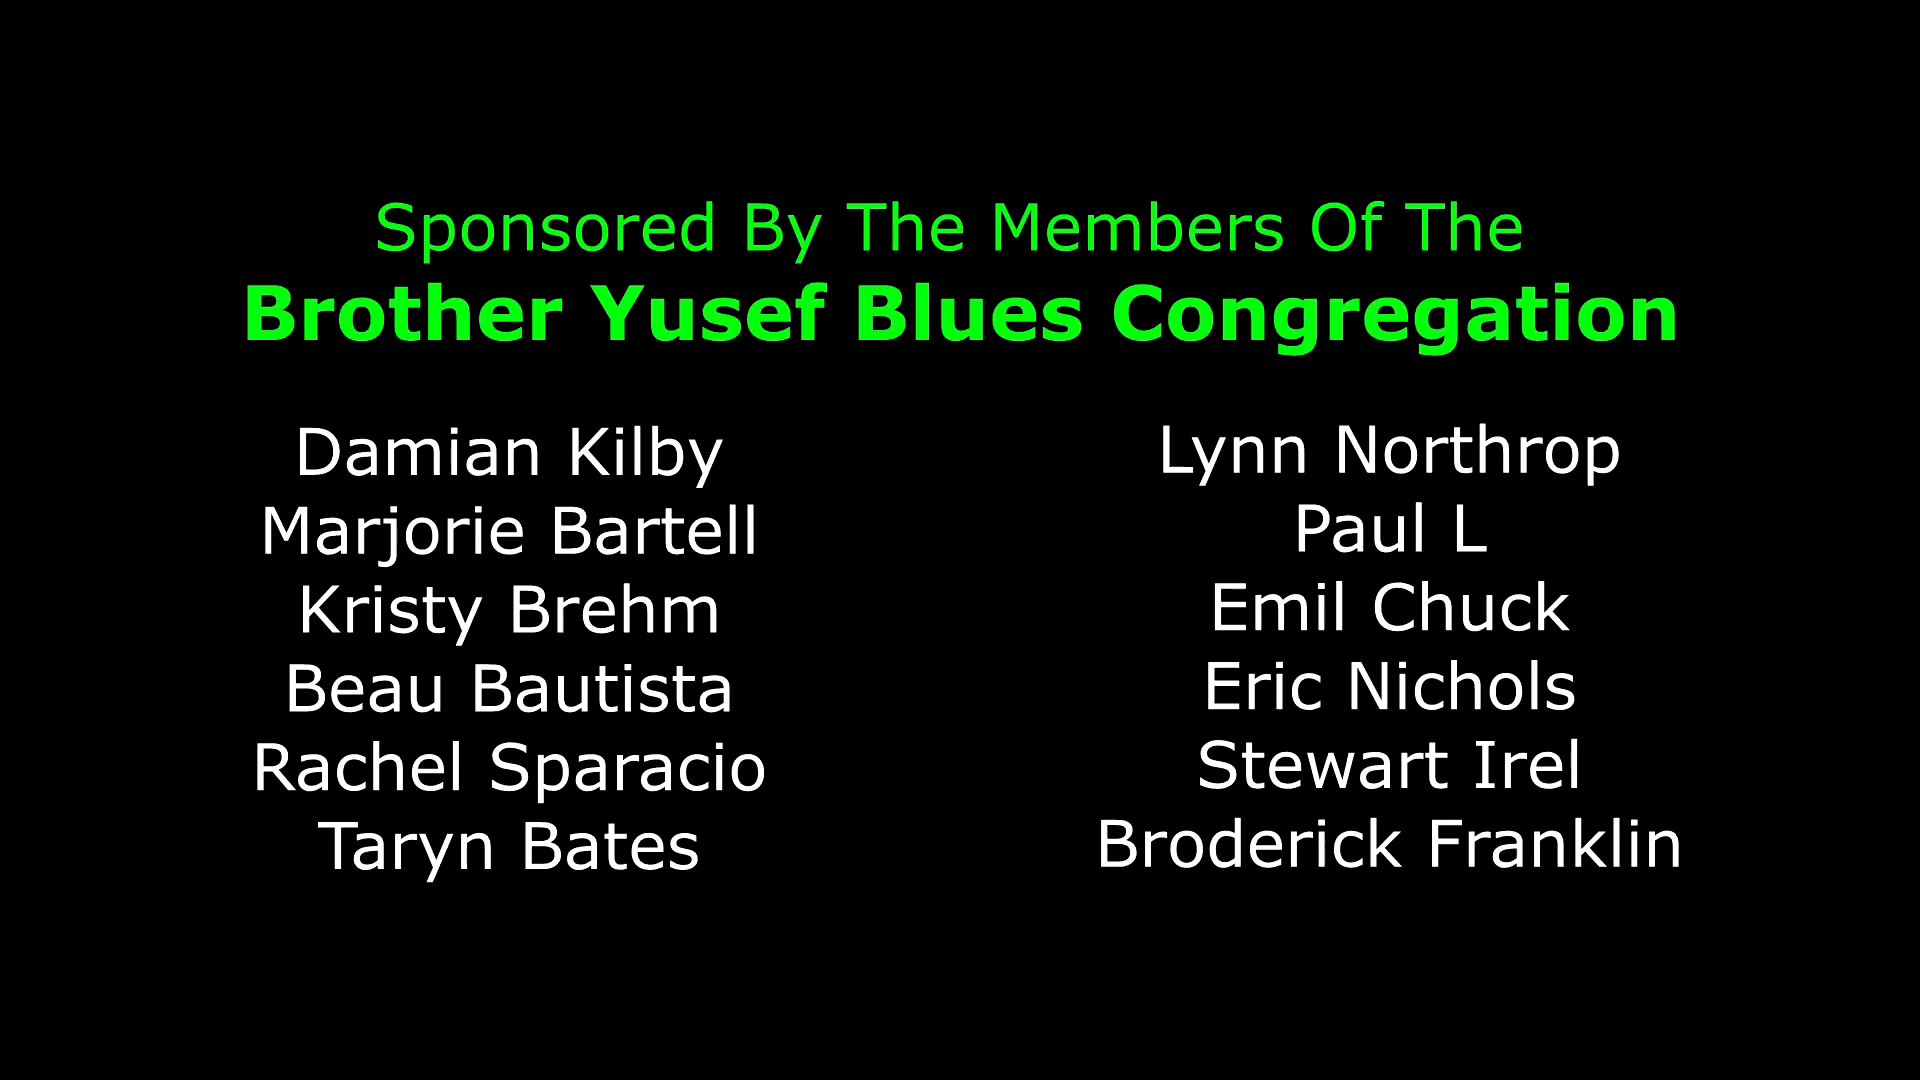 Sponsored By The Members Of The
Brother Yusef Blues Congregation
Damian Kilby
Marjorie Bartell
Kristy Brehm
Beau Bautista
Rachel Sparacio
Taryn Bates
Lynn Northrop
Paul L
Emil Chuck
Eric Nichols
Stewart Irel
Broderick Franklin